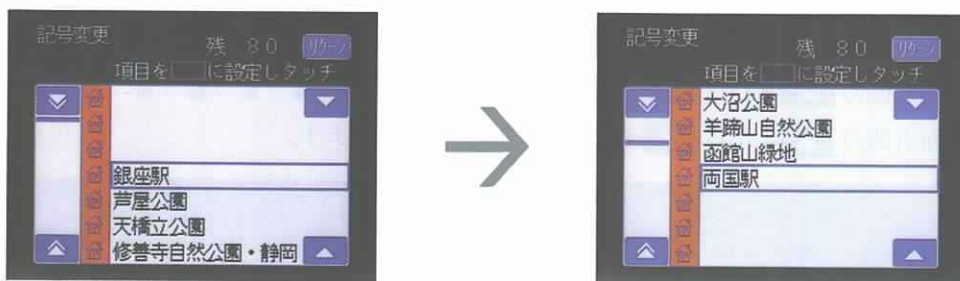 記号変更
残 80 リターン
項目を に設定しタッチ
銀座駅
芦屋公園
天橋立公園
修善寺自然公園・静岡
記号変更
残 80 リターン
項目を に設定しタッチ
大沼公園
羊蹄山自然公園
函館山緑地
両国駅